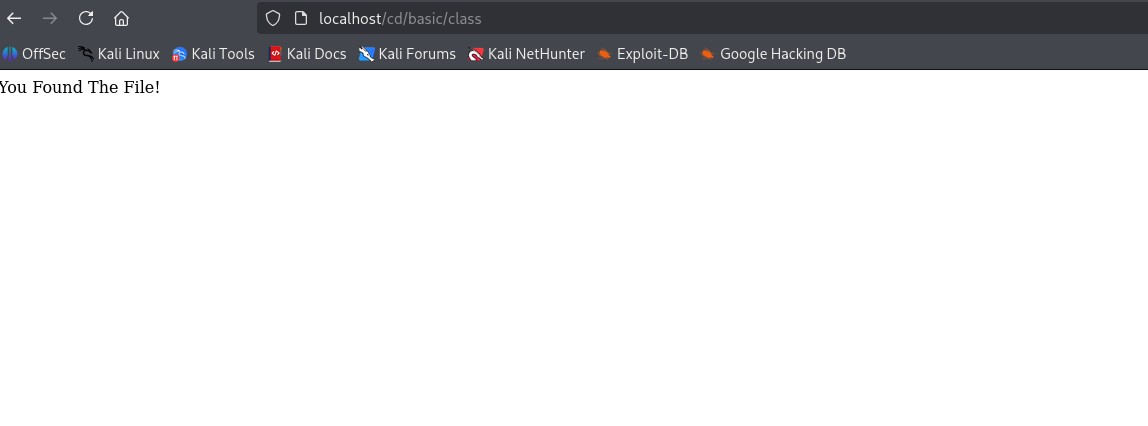 localhost/cd/basic/class
OffSec Kali Linux Kali Tools Kali Docs Kali Forums Kali NetHunter Exploit-DB Google Hacking DB
You Found The File!